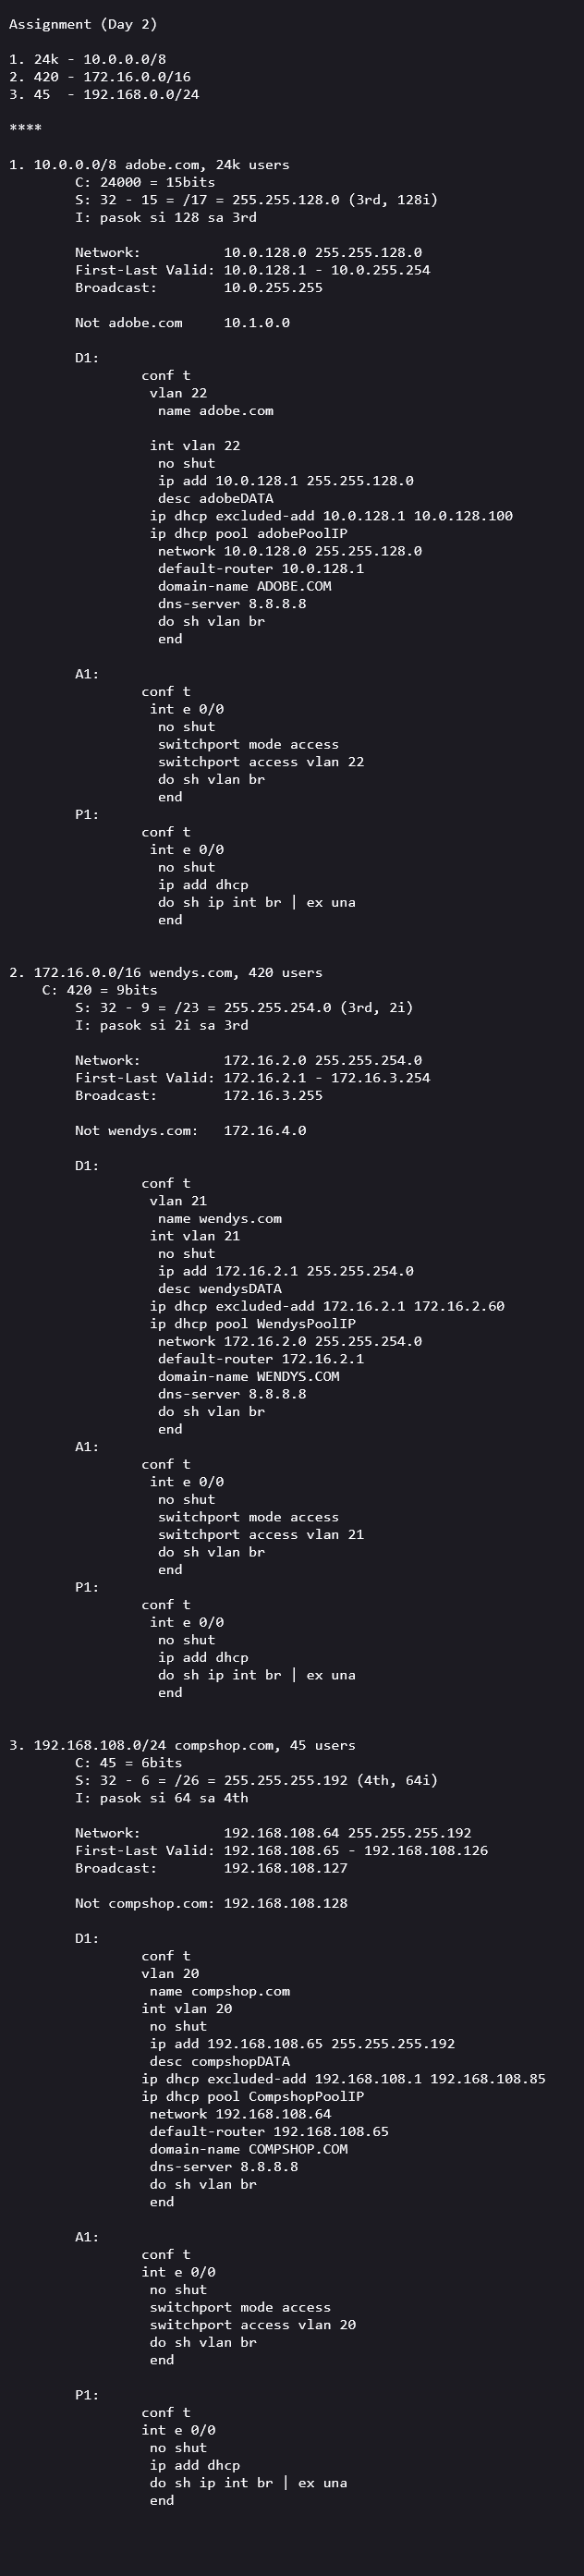 Assignment (Day 2)
1. 24k - 10.0.0.0/8
2. 420 - 172.16.0.0/16
3. 45  - 192.168.0.0/24
****
1. 10.0.0.0/8 adobe.com, 24k users
C: 24000 = 15bits
S: 32 - 15 = /17 = 255.255.128.0 (3rd, 128i)
I: pasok si 128 sa 3rd
Network:          10.0.128.0 255.255.128.0
First-Last Valid: 10.0.128.1 - 10.0.255.254
Broadcast:        10.0.255.255
Not adobe.com     10.1.0.0
D1:
conf t
vlan 22
name adobe.com
int vlan 22
no shut
ip add 10.0.128.1 255.255.128.0
desc adobeDATA
ip dhcp excluded-add 10.0.128.1 10.0.128.100
ip dhcp pool adobePoolIP
network 10.0.128.0 255.255.128.0
default-router 10.0.128.1
domain-name ADOBE.COM
dns-server 8.8.8.8
do sh vlan br
end
A1:
conf t
int e 0/0
no shut
switchport mode access
switchport access vlan 22
do sh vlan br
end
P1:
conf t
int e 0/0
no shut
ip add dhcp
do sh ip int br | ex una
end
2. 172.16.0.0/16 wendys.com, 420 users
C: 420 = 9bits
S: 32 - 9 = /23 = 255.255.254.0 (3rd, 2i)
I: pasok si 2i sa 3rd
Network:          172.16.2.0 255.255.254.0
First-Last Valid: 172.16.2.1 - 172.16.3.254
Broadcast:        172.16.3.255
Not wendys.com:   172.16.4.0
D1:
conf t
vlan 21
name wendys.com
int vlan 21
no shut
ip add 172.16.2.1 255.255.254.0
desc wendysDATA
ip dhcp excluded-add 172.16.2.1 172.16.2.60
ip dhcp pool WendysPoolIP
network 172.16.2.0 255.255.254.0
default-router 172.16.2.1
domain-name WENDYS.COM
dns-server 8.8.8.8
do sh vlan br
end
A1:
conf t
int e 0/0
no shut
switchport mode access
switchport access vlan 21
do sh vlan br
end
P1:
conf t
int e 0/0
no shut
ip add dhcp
do sh ip int br | ex una
end
3. 192.168.108.0/24 compshop.com, 45 users
C: 45 = 6bits
S: 32 - 6 = /26 = 255.255.255.192 (4th, 64i)
I: pasok si 64 sa 4th
Network:          192.168.108.64 255.255.255.192
First-Last Valid: 192.168.108.65 - 192.168.108.126
Broadcast:        192.168.108.127
Not compshop.com: 192.168.108.128
D1:
conf t
vlan 20
name compshop.com
int vlan 20
no shut
ip add 192.168.108.65 255.255.255.192
desc compshopDATA
ip dhcp excluded-add 192.168.108.1 192.168.108.85
ip dhcp pool CompshopPoolIP
network 192.168.108.64
default-router 192.168.108.65
domain-name COMPSHOP.COM
dns-server 8.8.8.8
do sh vlan br
end
A1:
conf t
int e 0/0
no shut
switchport mode access
switchport access vlan 20
do sh vlan br
end
P1:
conf t
int e 0/0
no shut
ip add dhcp
do sh ip int br | ex una
end